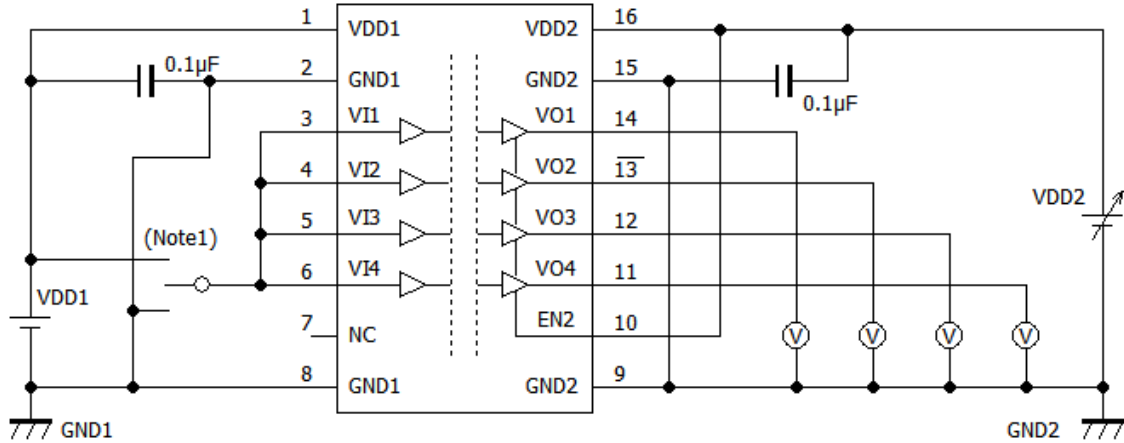 1 VDD1 VDD2 16
0.1μF 2 GND1 GND2 15 0.1μF
3 VI1 VO1 14
4 VI2 VO2 13
5 VI3 VO3 12
VDD2
(Note1) 6 VI4 VO4 11
VDD1 7 NC EN2 10 V V V V
8 GND1 GND2 9
GND1 GND2